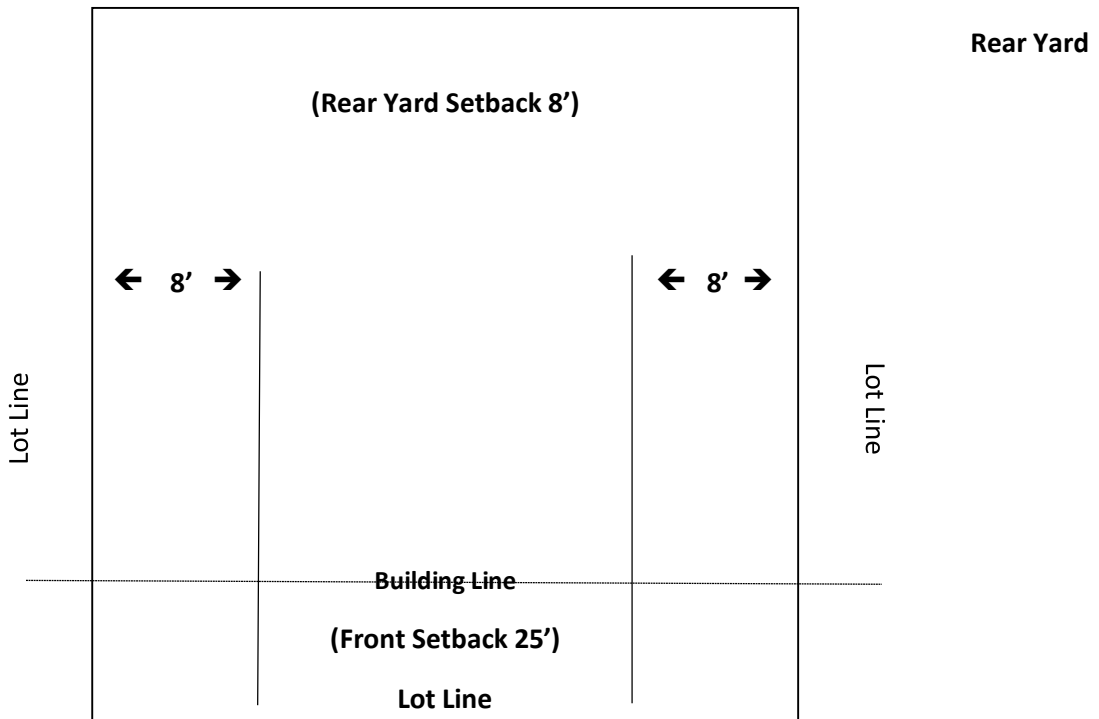 Rear Yard
(Rear Yard Setback 8’)
🡨 8’ 🡪
🡨 8’ 🡪
Lot Line
Lot Line
Building Line
(Front Setback 25’)
Lot Line